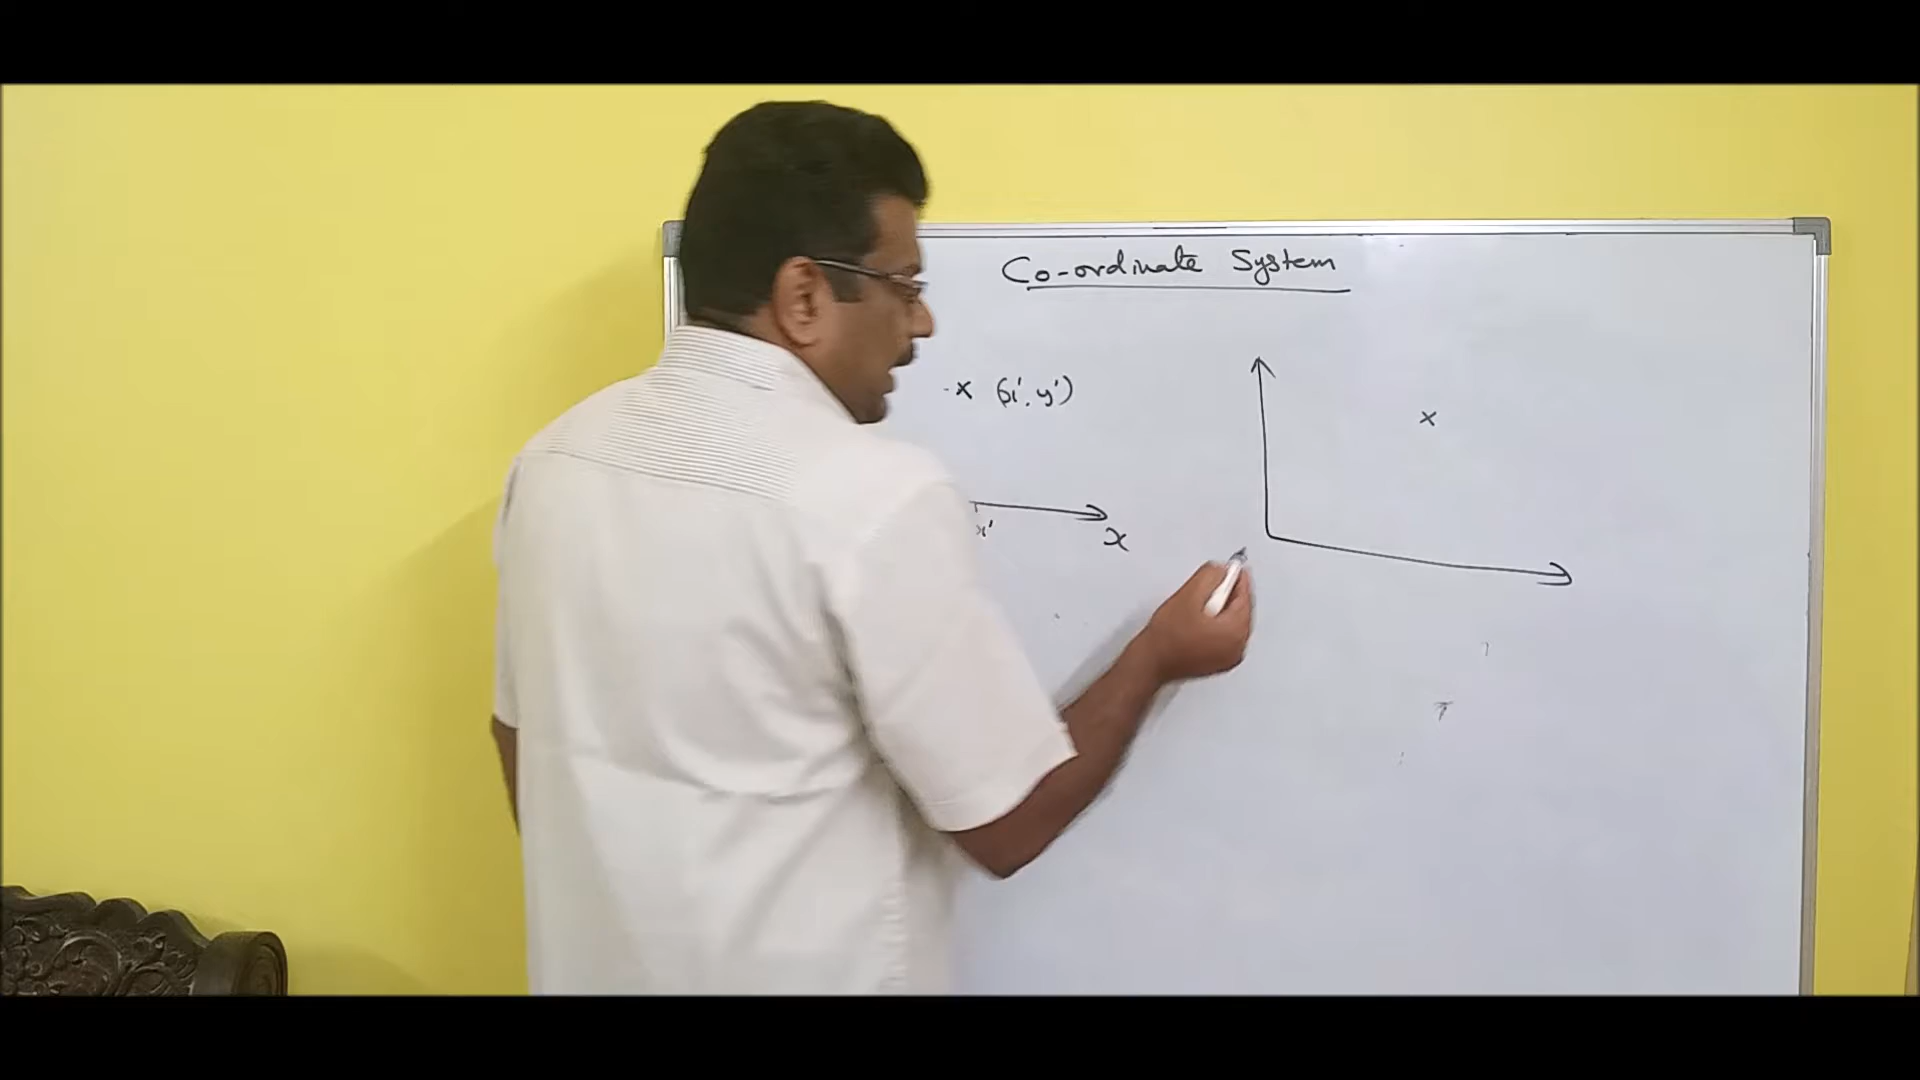 Co-ordinate System
x (x', y')
x'
x
x